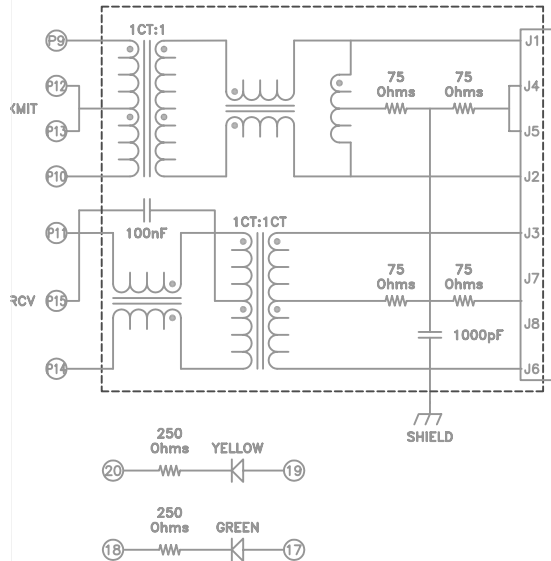 P9
1CT:1
J1
P12
75
Ohms
75
Ohms
J4
XMIT
P13
J5
P10
J2
P11
100nF
1CT:1CT
J3
75
Ohms
75
Ohms
J7
RCV
P15
J8
1000pF
P14
J6
SHIELD
250
Ohms
YELLOW
20
19
250
Ohms
GREEN
18
17